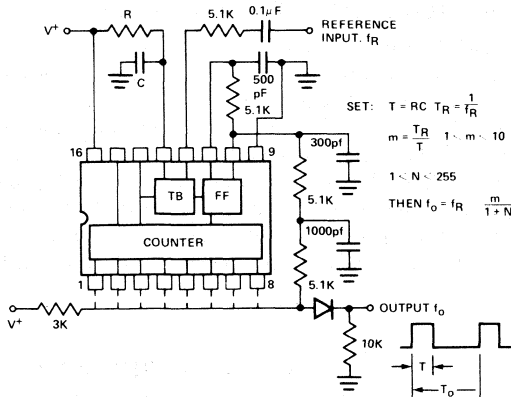 V+
R
C
5.1K
0.1μF
REFERENCE
INPUT. fR
500
pF
5.1K
SET: T = RC TR = 1/fR
m = TR/T 1 < m < 10
1 < N < 255
THEN fo = fR m/1 + N
16
9
TB
FF
COUNTER
1
8
300pf
5.1K
1000pf
5.1K
V+
3K
OUTPUT fo
10K
T
To